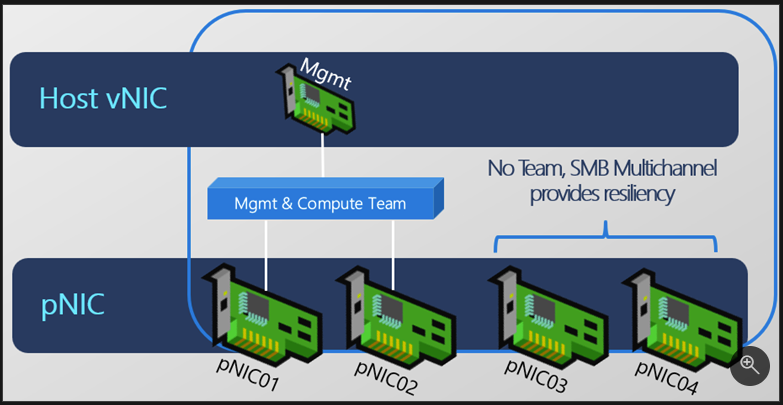 Mgmt
Host vNIC
No Team, SMB Multichannel
provides resiliency
Mgmt & Compute Team
pNIC
pNIC01
pNIC02
pNIC03
pNIC04